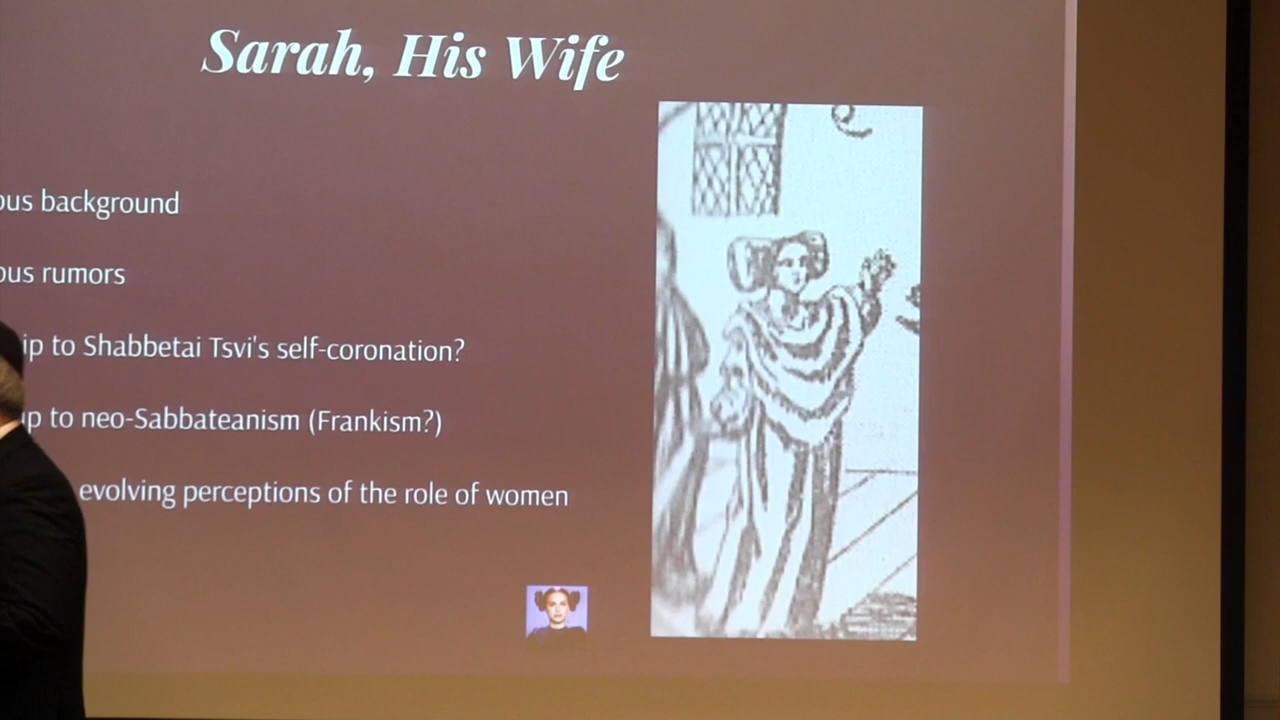 Sarah, His Wife
ous background
ous rumors
ip to Shabbetai Tsvi's self-coronation?
p to neo-Sabbateanism (Frankism?)
evolving perceptions of the role of women